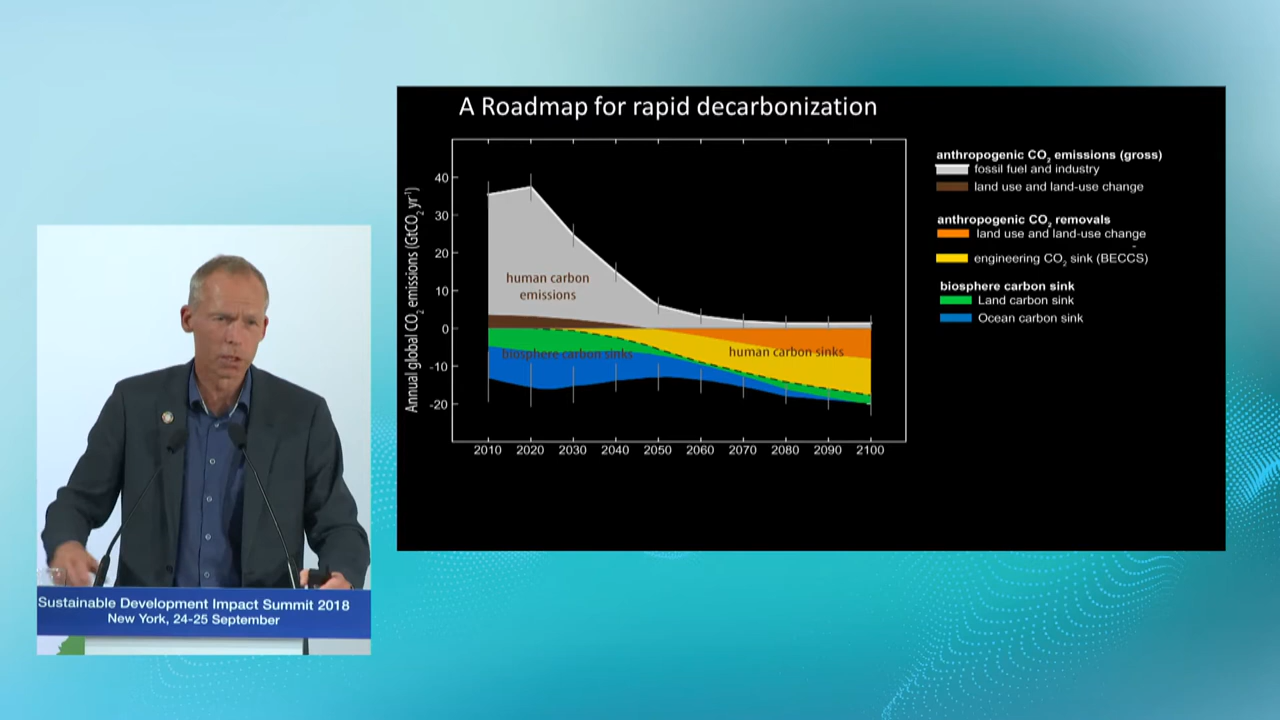 A Roadmap for rapid decarbonization
Annual global CO2 emissions (GtCO2 yr-1)
40
30
20
10
0
-10
-20
human carbon
emissions
biosphere carbon sinks
human carbon sinks
2010 2020 2030 2040 2050 2060 2070 2080 2090 2100
anthropogenic CO2 emissions (gross)
fossil fuel and industry
land use and land-use change
anthropogenic CO2 removals
land use and land-use change
engineering CO2 sink (BECCS)
biosphere carbon sink
Land carbon sink
Ocean carbon sink
Sustainable Development Impact Summit 2018
New York, 24-25 September